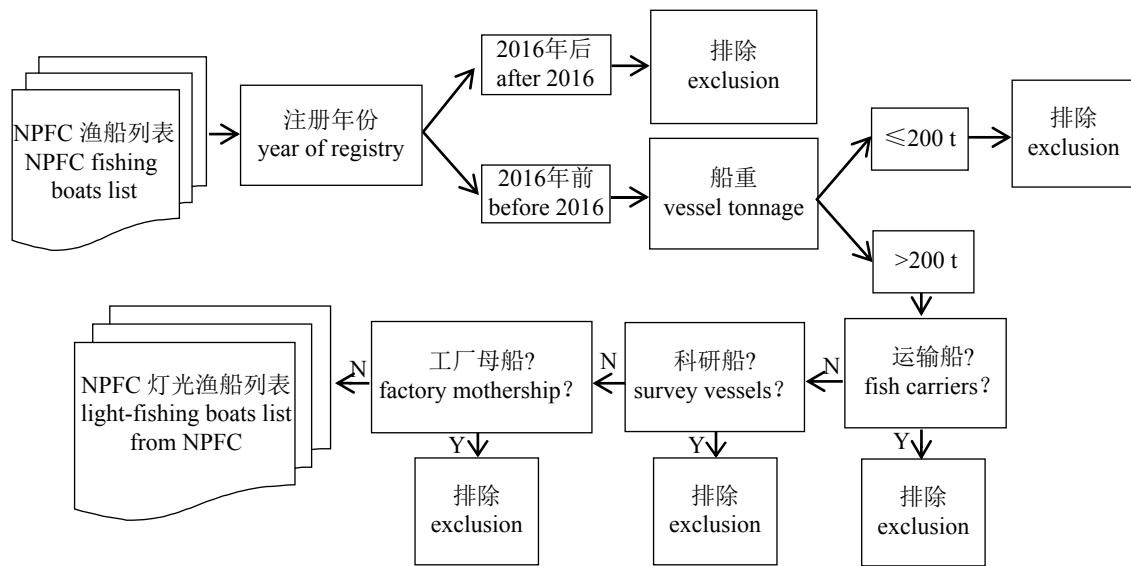 NPFC 渔船列表
NPFC fishing
boats list
注册年份
year of registry
2016年后
after 2016
排除
exclusion
2016年前
before 2016
船重
vessel tonnage
≤200 t
排除
exclusion
>200 t
运输船?
fish carriers?
Y
排除
exclusion
N
科研船?
survey vessels?
Y
排除
exclusion
N
工厂母船?
factory mothership?
Y
排除
exclusion
N
NPFC 灯光渔船列表
light-fishing boats list
from NPFC